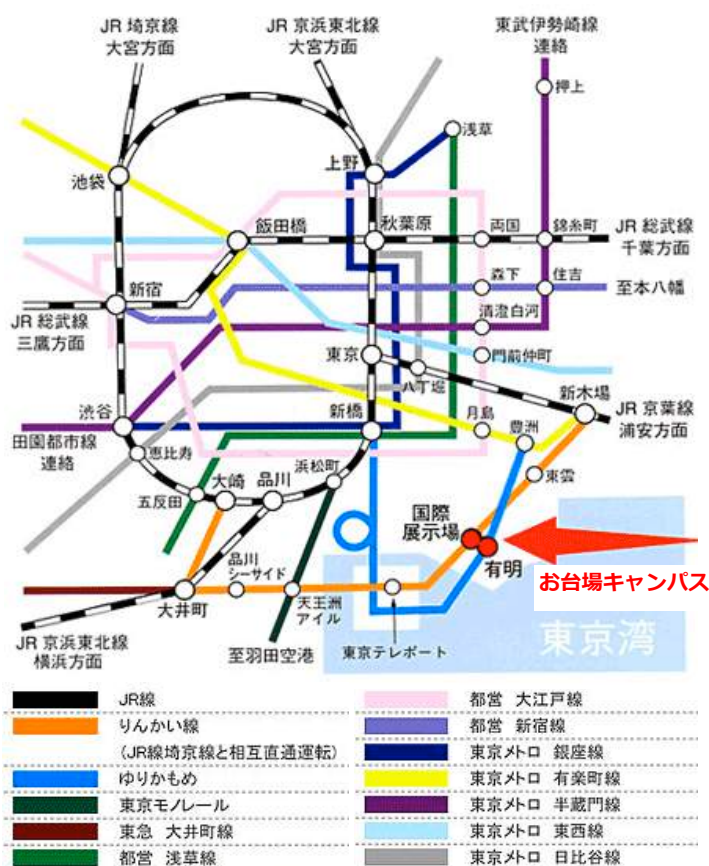 JR 埼京線
大宮方面
JR 京浜東北線
大宮方面
東武伊勢崎線
連絡
押上
浅草
上野
池袋
飯田橋
秋葉原
両国
錦糸町
JR 総武線
千葉方面
新宿
森下
住吉
至本八幡
JR 総武線
三鷹方面
清澄白河
東京
門前仲町
八丁堀
新木場
渋谷
新橋
月島
豊洲
JR 京葉線
浦安方面
田園都市線
連絡
恵比寿
浜松町
東雲
五反田
大崎
品川
国際
展示場
有明
お台場キャンパス
大井町
品川
シーサイド
天王洲
アイル
東京テレポート
東京湾
JR 京浜東北線
横浜方面
至羽田空港
JR線
りんかい線
(JR線埼京線と相互直通運転)
ゆりかもめ
東京モノレール
東急 大井町線
都営 浅草線
都営 大江戸線
都営 新宿線
東京メトロ 銀座線
東京メトロ 有楽町線
東京メトロ 半蔵門線
東京メトロ 東西線
東京メトロ 日比谷線